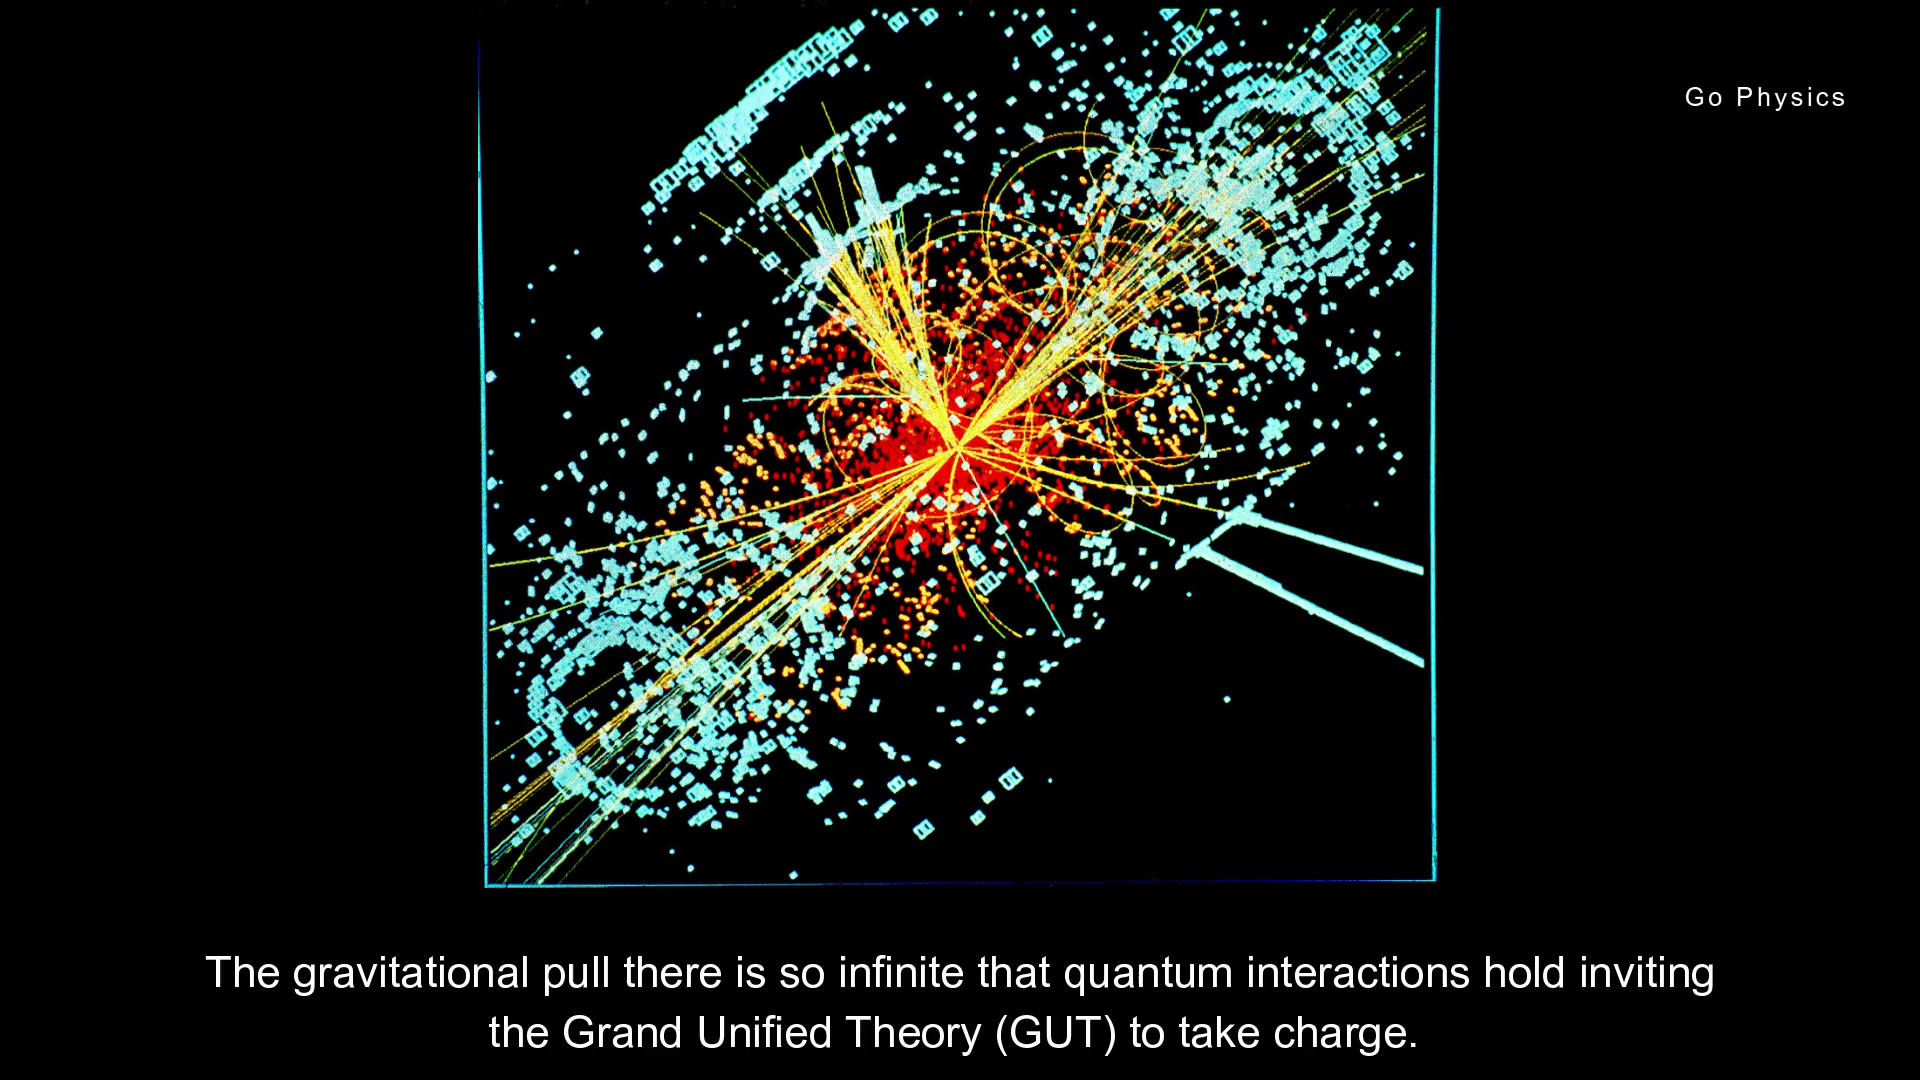 Go Physics
The gravitational pull there is so infinite that quantum interactions hold inviting
the Grand Unified Theory (GUT) to take charge.